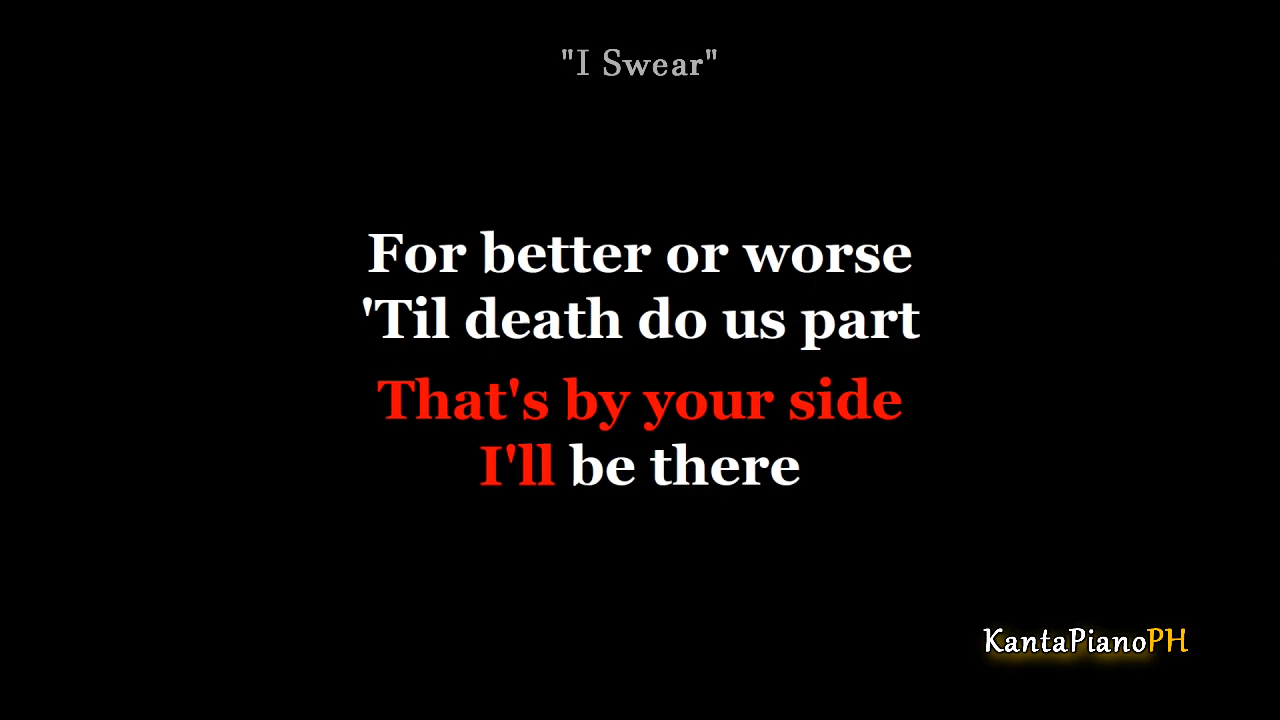 "I Swear"
For better or worse
'Til death do us part
That's by your side
I'll be there
KantaPianoPH